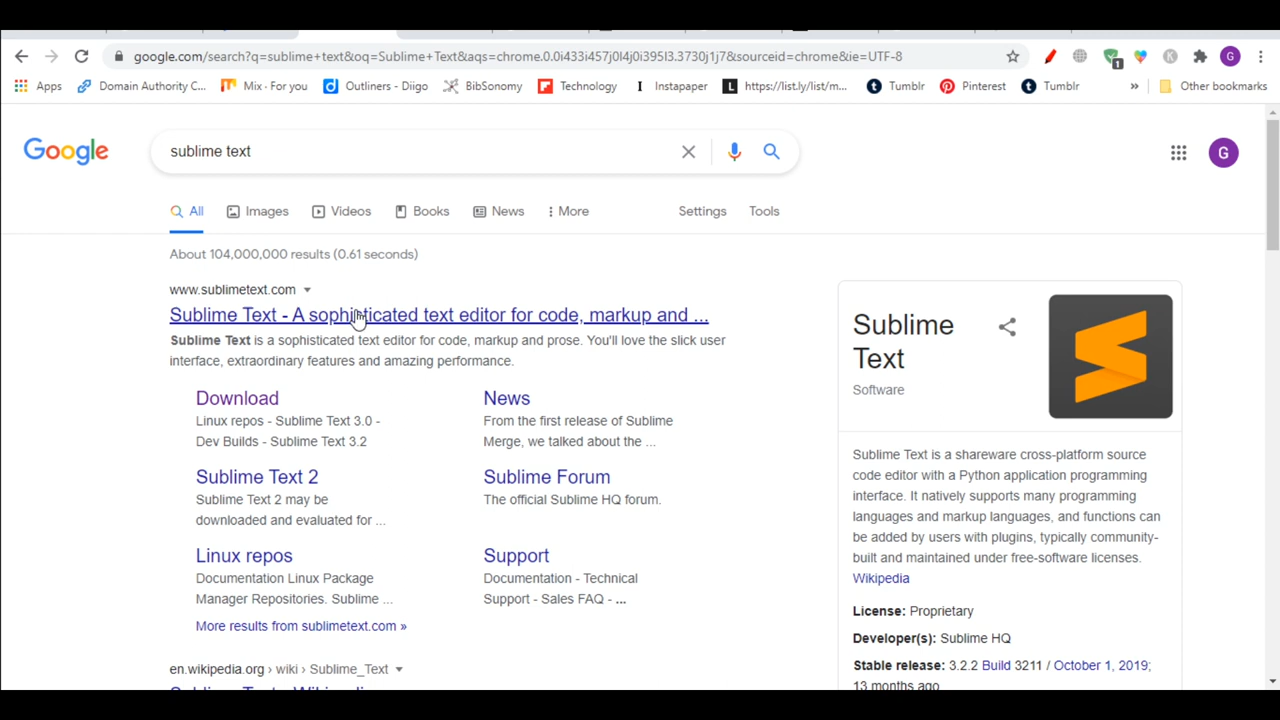 google.com/search?q=sublime+text&oq=Sublime+Text&aqs=chrome.0.0i433i457j0l4j0i395l3.3730j1j7&sourceid=chrome&ie=UTF-8
1
K
G
Apps
Domain Authority C...
Mix · For you
Outliners - Diigo
BibSonomy
Technology
Instapaper
L
https://list.ly/list/m...
Tumblr
Pinterest
Tumblr
»
Other bookmarks
Google
sublime text
G
All
Images
Videos
Books
News
More
Settings
Tools
About 104,000,000 results (0.61 seconds)
www.sublimetext.com
Sublime Text - A sophisticated text editor for code, markup and ...
Sublime Text is a sophisticated text editor for code, markup and prose. You'll love the slick user
interface, extraordinary features and amazing performance.
Download
Linux repos - Sublime Text 3.0 -
Dev Builds - Sublime Text 3.2
News
From the first release of Sublime
Merge, we talked about the ...
Sublime Text 2
Sublime Text 2 may be
downloaded and evaluated for ...
Sublime Forum
The official Sublime HQ forum.
Linux repos
Documentation Linux Package
Manager Repositories. Sublime ...
Support
Documentation - Technical
Support - Sales FAQ - ...
More results from sublimetext.com »
en.wikipedia.org › wiki › Sublime_Text
Sublime
Text
Software
Sublime Text is a shareware cross-platform source
code editor with a Python application programming
interface. It natively supports many programming
languages and markup languages, and functions can
be added by users with plugins, typically community-
built and maintained under free-software licenses.
Wikipedia
License: Proprietary
Developer(s): Sublime HQ
Stable release: 3.2.2 Build 3211 / October 1, 2019;
13 months ago